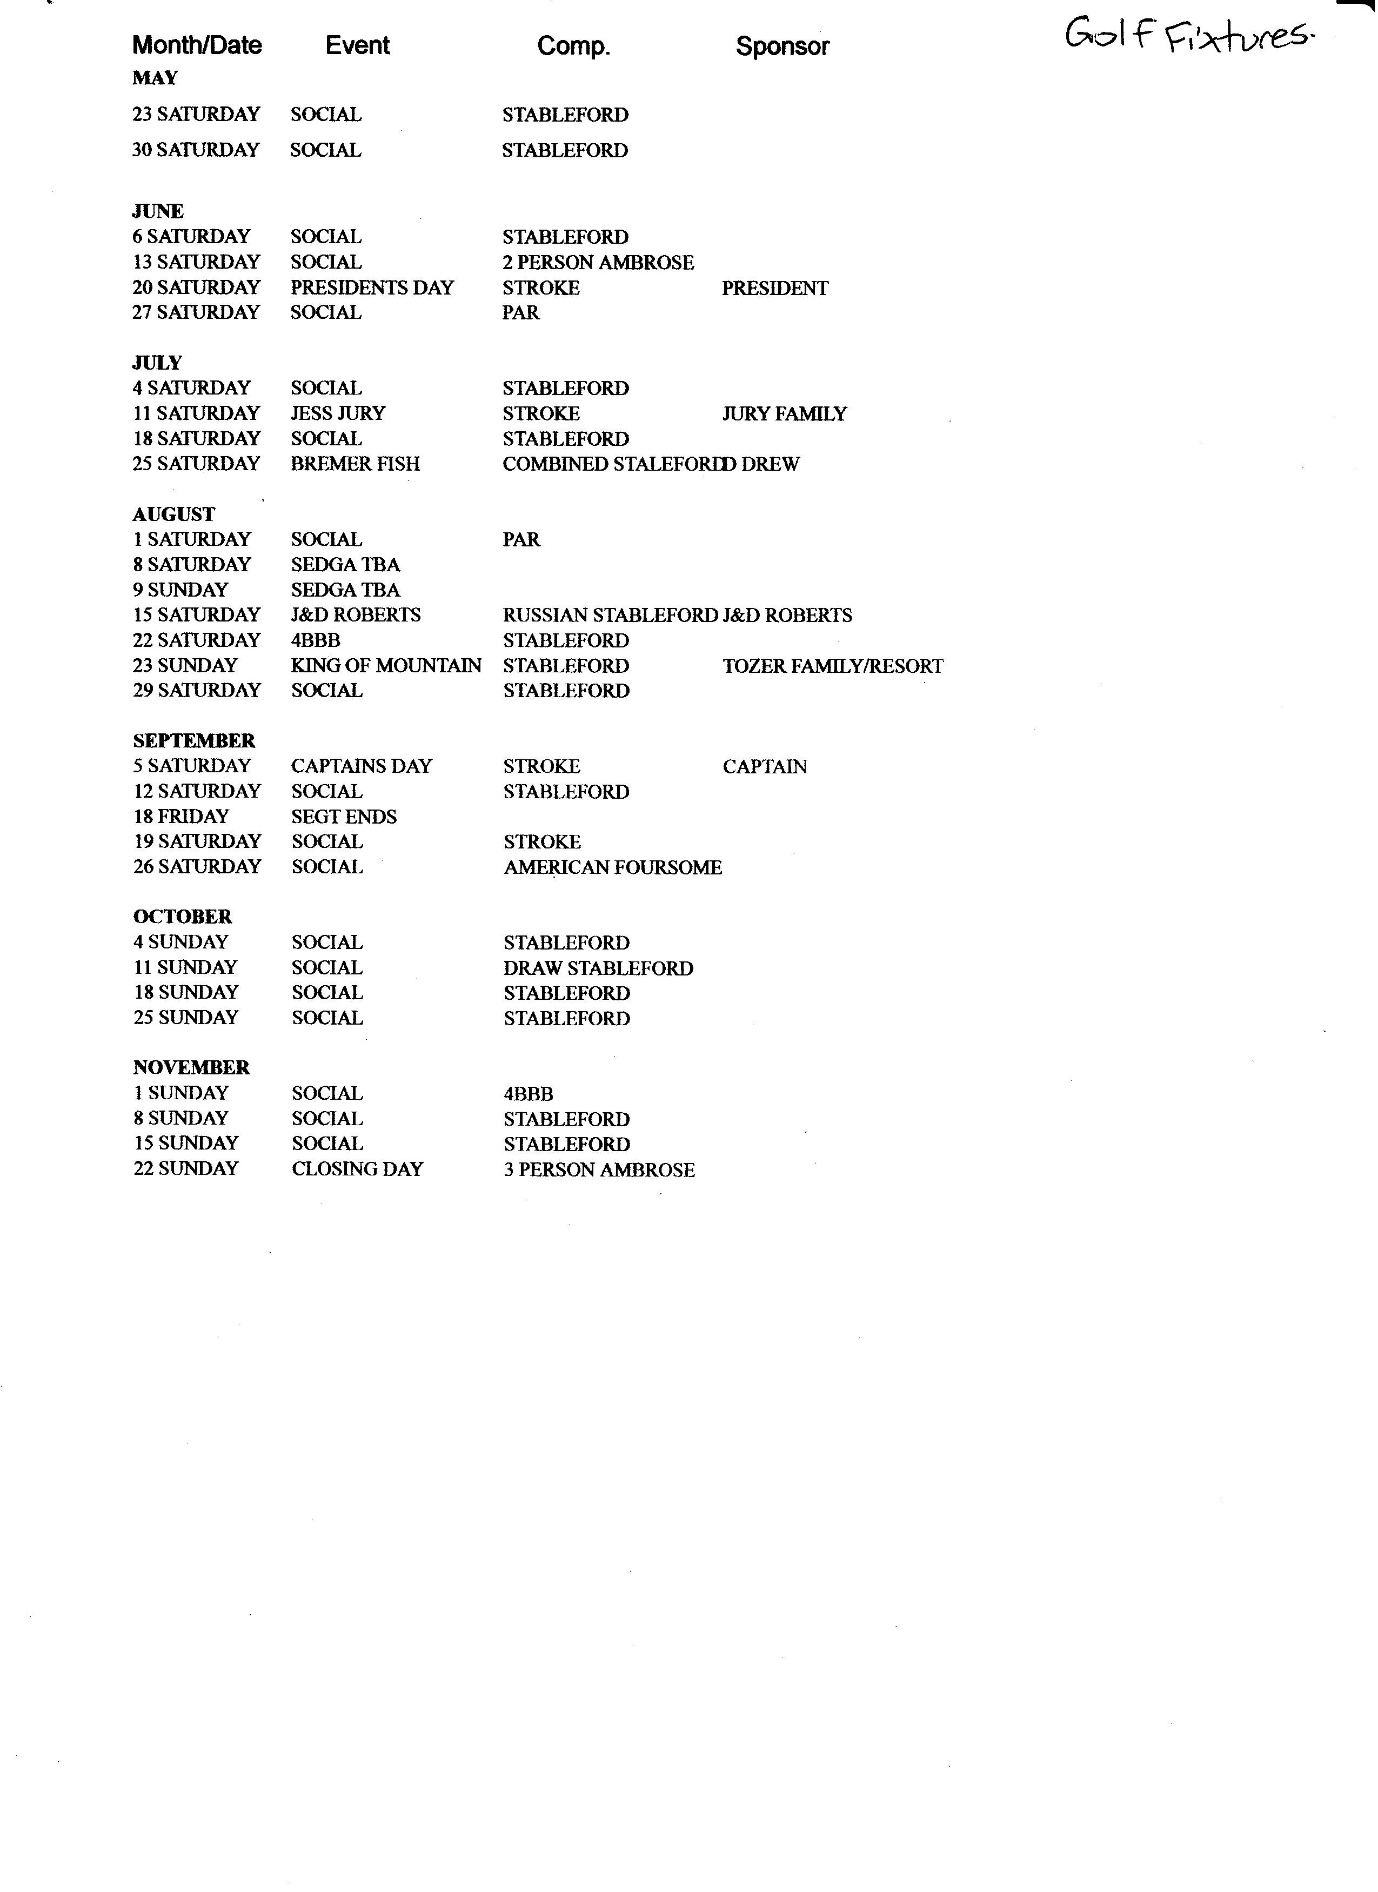 Golf Fixtures.
Month/Date Event Comp. Sponsor
MAY
23 SATURDAY SOCIAL STABLEFORD
30 SATURDAY SOCIAL STABLEFORD
JUNE
6 SATURDAY SOCIAL STABLEFORD
13 SATURDAY SOCIAL 2 PERSON AMBROSE
20 SATURDAY PRESIDENTS DAY STROKE PRESIDENT
27 SATURDAY SOCIAL PAR
JULY
4 SATURDAY SOCIAL STABLEFORD
11 SATURDAY JESS JURY STROKE JURY FAMILY
18 SATURDAY SOCIAL STABLEFORD
25 SATURDAY BREMER FISH COMBINED STALEFORD D DREW
AUGUST
1 SATURDAY SOCIAL PAR
8 SATURDAY SEDGA TBA
9 SUNDAY SEDGA TBA
15 SATURDAY J&D ROBERTS RUSSIAN STABLEFORD J&D ROBERTS
22 SATURDAY 4BBB STABLEFORD
23 SUNDAY KING OF MOUNTAIN STABLEFORD TOZER FAMILY/RESORT
29 SATURDAY SOCIAL STABLEFORD
SEPTEMBER
5 SATURDAY CAPTAINS DAY STROKE CAPTAIN
12 SATURDAY SOCIAL STABLEFORD
18 FRIDAY SEGT ENDS
19 SATURDAY SOCIAL STROKE
26 SATURDAY SOCIAL AMERICAN FOURSOME
OCTOBER
4 SUNDAY SOCIAL STABLEFORD
11 SUNDAY SOCIAL DRAW STABLEFORD
18 SUNDAY SOCIAL STABLEFORD
25 SUNDAY SOCIAL STABLEFORD
NOVEMBER
1 SUNDAY SOCIAL 4BBB
8 SUNDAY SOCIAL STABLEFORD
15 SUNDAY SOCIAL STABLEFORD
22 SUNDAY CLOSING DAY 3 PERSON AMBROSE